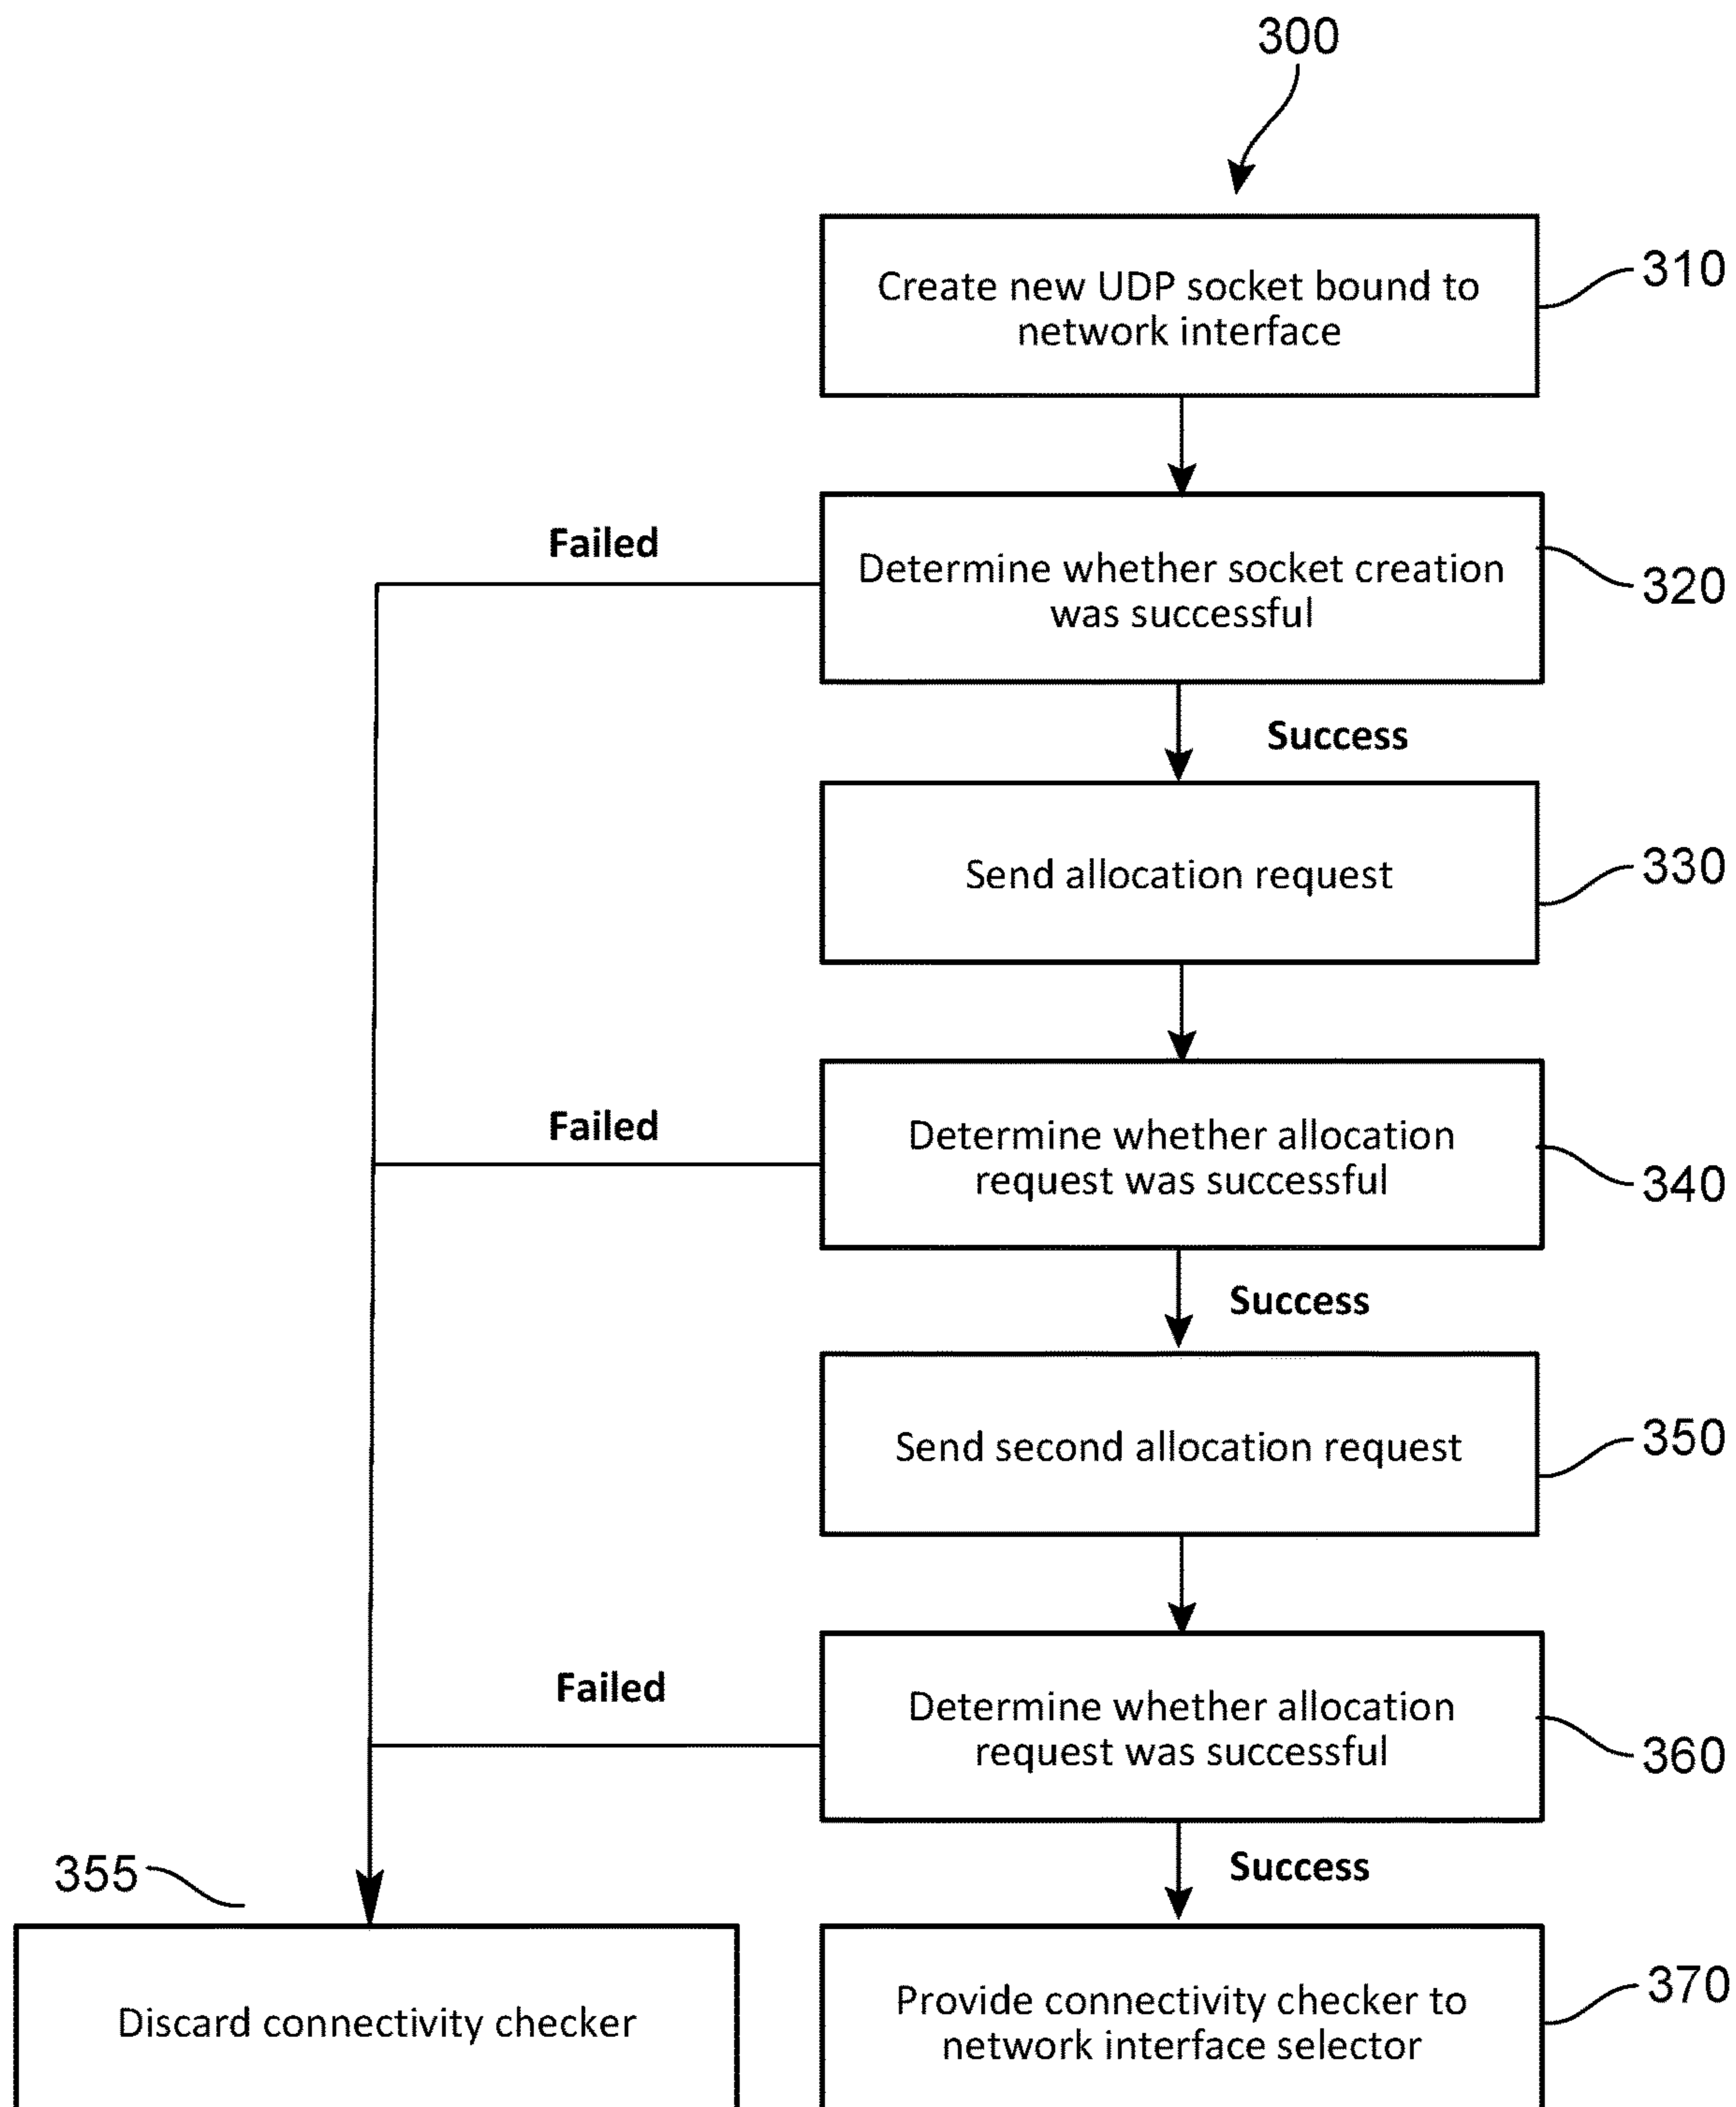 300
Create new UDP socket bound to
network interface
310
Failed
Determine whether socket creation
was successful
320
Success
Send allocation request
330
Failed
Determine whether allocation
request was successful
340
Success
Send second allocation request
350
Failed
Determine whether allocation
request was successful
360
Success
355
Discard connectivity checker
Provide connectivity checker to
network interface selector
370